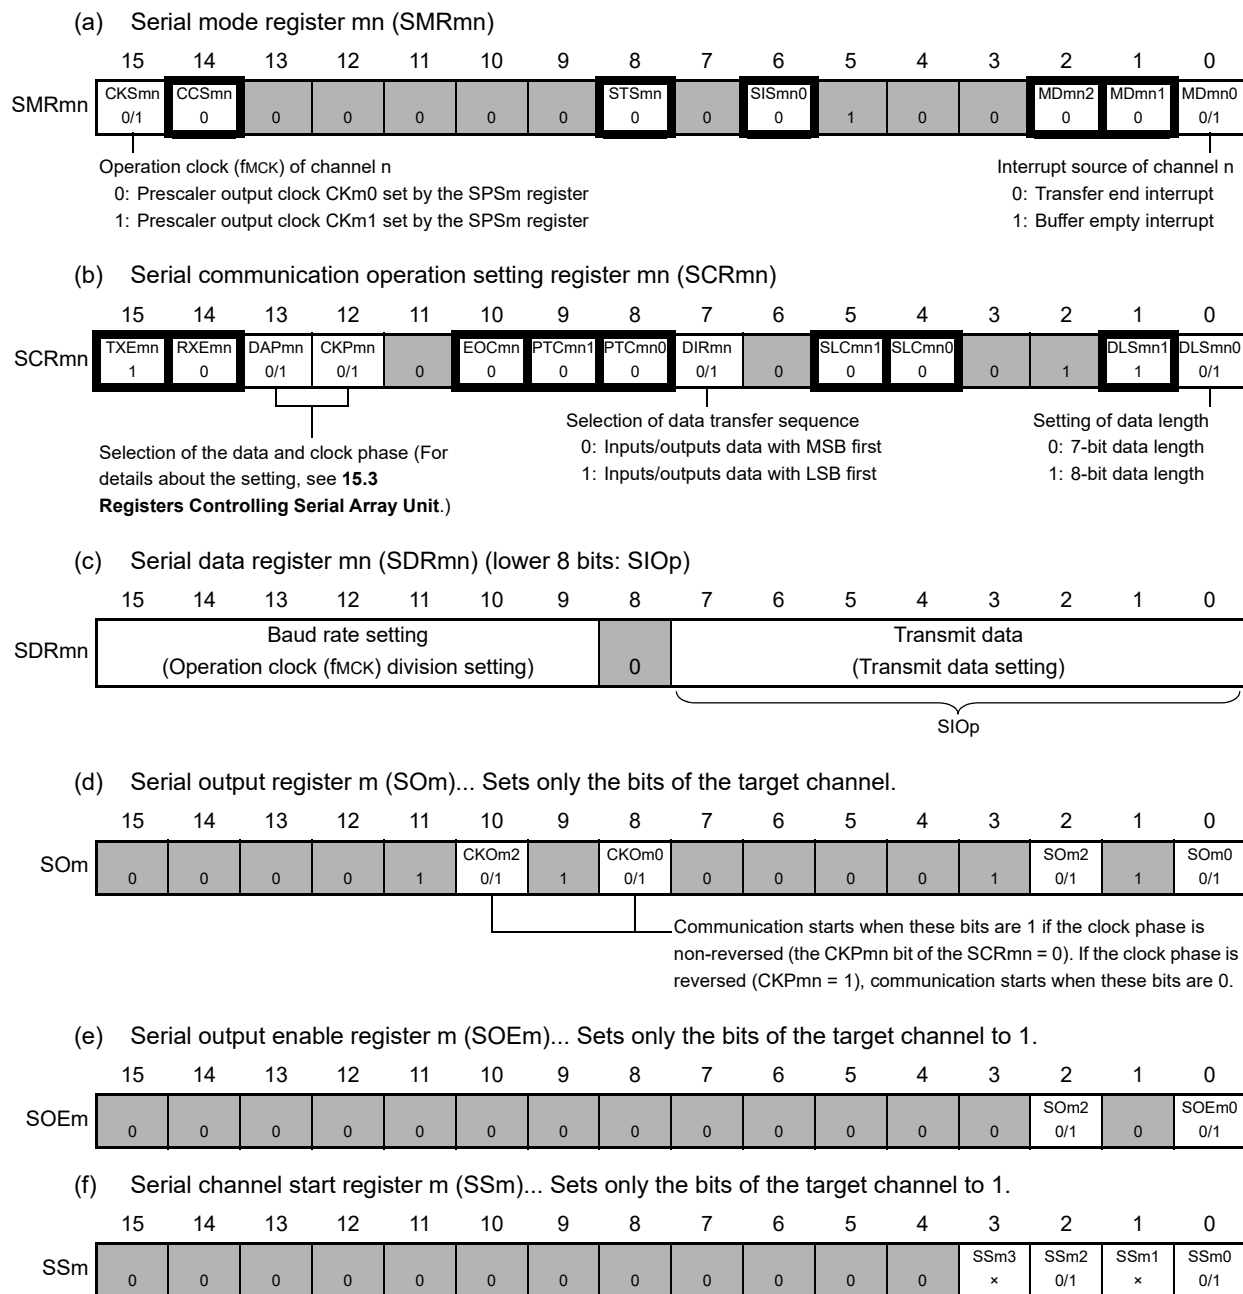 (a) Serial mode register mn (SMRmn)
15 14 13 12 11 10 9 8 7 6 5 4 3 2 1 0
SMRmn CKSmn CCSmn STSmn SISmn0 MDmn2 MDmn1 MDmn0
0/1 0 0 0 0 0 0 0 0 0 1 0 0 0 0 0/1
Operation clock (fMCK) of channel n
0: Prescaler output clock CKm0 set by the SPSm register
1: Prescaler output clock CKm1 set by the SPSm register
Interrupt source of channel n
0: Transfer end interrupt
1: Buffer empty interrupt
(b) Serial communication operation setting register mn (SCRmn)
15 14 13 12 11 10 9 8 7 6 5 4 3 2 1 0
SCRmn TXEmn RXEmn DAPmn CKPmn EOCmn PTCmn1 PTCmn0 DIRmn SLCmn1 SLCmn0 DLSmn1 DLSmn0
1 0 0/1 0/1 0 0 0 0 0/1 0 0 0 0 1 1 0/1
Selection of the data and clock phase (For
details about the setting, see 15.3
Registers Controlling Serial Array Unit.)
Selection of data transfer sequence
0: Inputs/outputs data with MSB first
1: Inputs/outputs data with LSB first
Setting of data length
0: 7-bit data length
1: 8-bit data length
(c) Serial data register mn (SDRmn) (lower 8 bits: SIOp)
15 14 13 12 11 10 9 8 7 6 5 4 3 2 1 0
SDRmn Baud rate setting Transmit data
(Operation clock (fMCK) division setting) 0 (Transmit data setting)
SIOp
(d) Serial output register m (SOm)... Sets only the bits of the target channel.
15 14 13 12 11 10 9 8 7 6 5 4 3 2 1 0
SOm CKOm2 CKOm0 SOm2 SOm0
0 0 0 0 1 0/1 1 0/1 0 0 0 0 1 0/1 1 0/1
Communication starts when these bits are 1 if the clock phase is
non-reversed (the CKPmn bit of the SCRmn = 0). If the clock phase is
reversed (CKPmn = 1), communication starts when these bits are 0.
(e) Serial output enable register m (SOEm)... Sets only the bits of the target channel to 1.
15 14 13 12 11 10 9 8 7 6 5 4 3 2 1 0
SOEm SOm2 SOEm0
0 0 0 0 0 0 0 0 0 0 0 0 0 0/1 0 0/1
(f) Serial channel start register m (SSm)... Sets only the bits of the target channel to 1.
15 14 13 12 11 10 9 8 7 6 5 4 3 2 1 0
SSm SSm3 SSm2 SSm1 SSm0
0 0 0 0 0 0 0 0 0 0 0 0 × 0/1 × 0/1